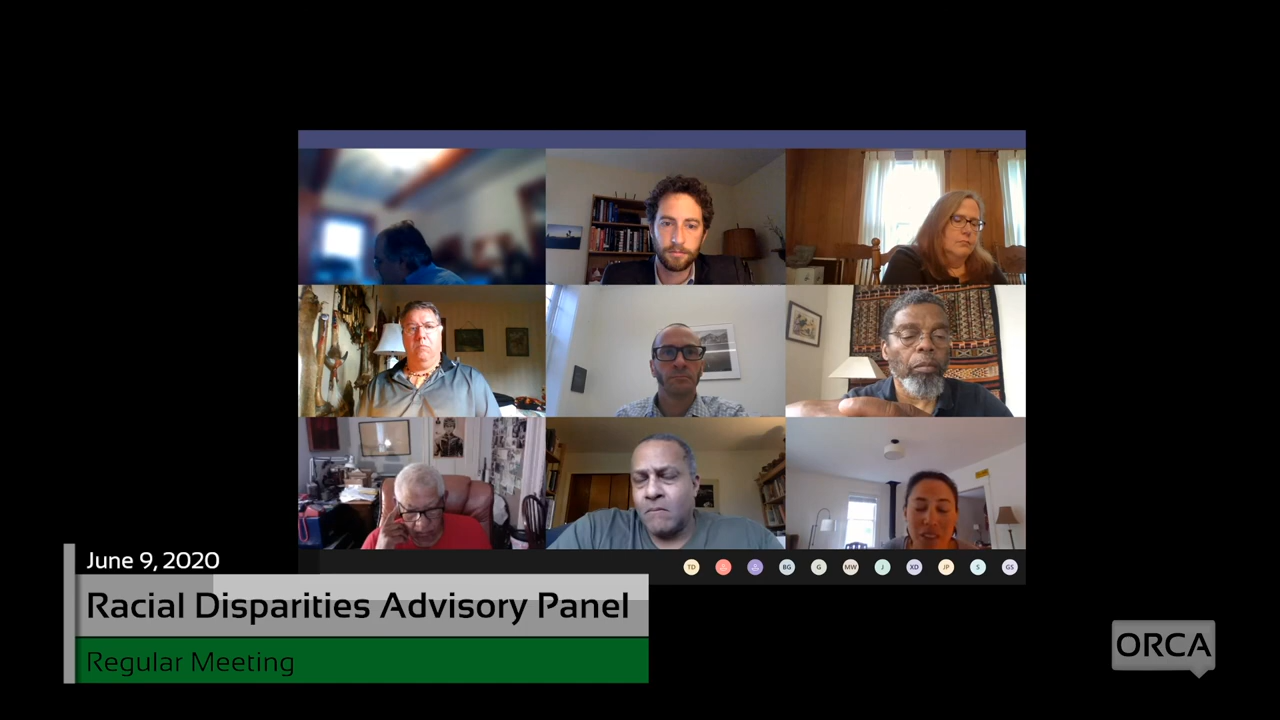 TD BG G MW J XD JP S GS
June 9, 2020
Racial Disparities Advisory Panel
Regular Meeting
ORCA